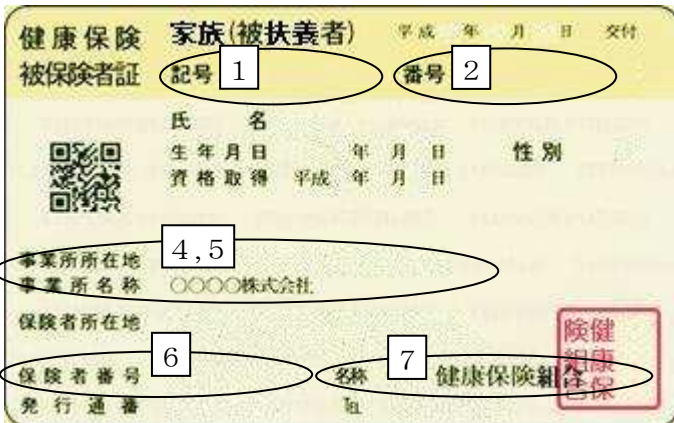 健康保険 家族(被扶養者) 平成 年 月 日 交付
被保険者証 記号 1 番号 2
氏 名
生年月日 年 月 日 性別
資格取得 平成 年 月 日
4,5
事業所所在地
事業所名称 ○○○○株式会社
保険者所在地
保険者番号 6 名称 7 健康保険組合
発行通番 TEL
健康保
険組合